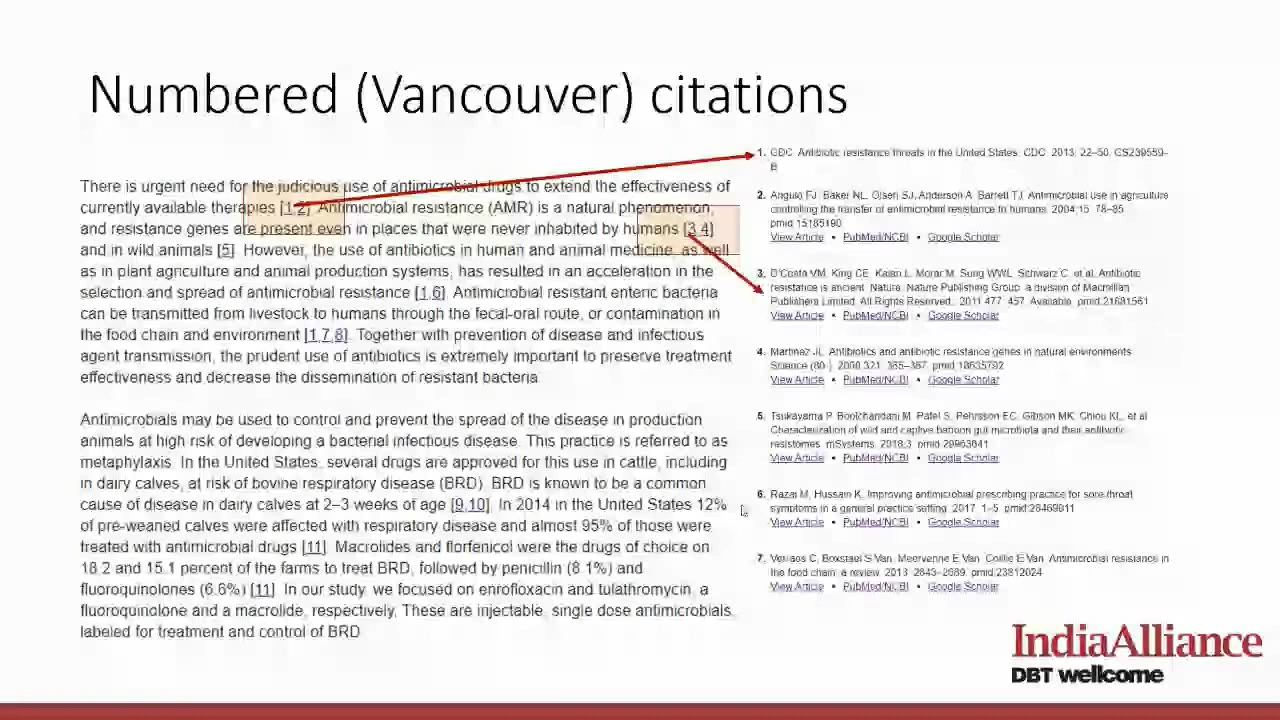 Numbered (Vancouver) citations
There is urgent need for the judicious use of antimicrobial drugs to extend the effectiveness of
currently available therapies [1,2]. Antimicrobial resistance (AMR) is a natural phenomenon,
and resistance genes are present even in places that were never inhabited by humans [3,4]
and in wild animals [5]. However, the use of antibiotics in human and animal medicine, as well
as in plant agriculture and animal production systems, has resulted in an acceleration in the
selection and spread of antimicrobial resistance [1,6]. Antimicrobial resistant enteric bacteria
can be transmitted from livestock to humans through the fecal-oral route, or contamination in
the food chain and environment [1,7,8]. Together with prevention of disease and infectious
agent transmission, the prudent use of antibiotics is extremely important to preserve treatment
effectiveness and decrease the dissemination of resistant bacteria.
Antimicrobials may be used to control and prevent the spread of the disease in production
animals at high risk of developing a bacterial infectious disease. This practice is referred to as
metaphylaxis. In the United States, several drugs are approved for this use in cattle, including
in dairy calves, at risk of bovine respiratory disease (BRD). BRD is known to be a common
cause of disease in dairy calves at 2–3 weeks of age [9,10]. In 2014 in the United States 12%
of pre-weaned calves were affected with respiratory disease and almost 95% of those were
treated with antimicrobial drugs [11]. Macrolides and florfenicol were the drugs of choice on
18.2 and 15.1 percent of the farms to treat BRD, followed by penicillin (8.1%) and
fluoroquinolones (6.6%) [11]. In our study, we focused on enrofloxacin and tulathromycin, a
fluoroquinolone and a macrolide, respectively. These are injectable, single dose antimicrobials,
labeled for treatment and control of BRD.
1. CDC. Antibiotic resistance threats in the United States. CDC. 2013; 22–50. CS239559-
B
2. Angulo FJ, Baker NL, Olsen SJ, Anderson A, Barrett TJ. Antimicrobial use in agriculture
controlling the transfer of antimicrobial resistance to humans. 2004;15: 78–85.
pmid:15185190
View Article • PubMed/NCBI • Google Scholar
3. D'Costa VM, King CE, Kalan L, Morar M, Sung WWL, Schwarz C, et al. Antibiotic
resistance is ancient. Nature. Nature Publishing Group, a division of Macmillan
Publishers Limited. All Rights Reserved.; 2011;477: 457. Available: pmid:21881561
View Article • PubMed/NCBI • Google Scholar
4. Martinez JL. Antibiotics and antibiotic resistance genes in natural environments.
Science (80- ). 2008;321: 365–367. pmid:18635792
View Article • PubMed/NCBI • Google Scholar
5. Tsukayama P, Boolchandani M, Patel S, Pehrsson EC, Gibson MK, Chiou KL, et al.
Characterization of wild and captive baboon gut microbiota and their antibiotic
resistomes. mSystems. 2018;3. pmid:29963641
View Article • PubMed/NCBI • Google Scholar
6. Razai M, Hussain K. Improving antimicrobial prescribing practice for sore throat
symptoms in a general practice setting. 2017; 1–5. pmid:28469911
View Article • PubMed/NCBI • Google Scholar
7. C, Boxstael S Van, Meervenne E Van, Coillie E Van. Antimicrobial resistance in
the food chain: a review. 2013; 2643–2669. pmid:23812024
View Article • PubMed/NCBI • Google Scholar
IndiaAlliance
DBT wellcome